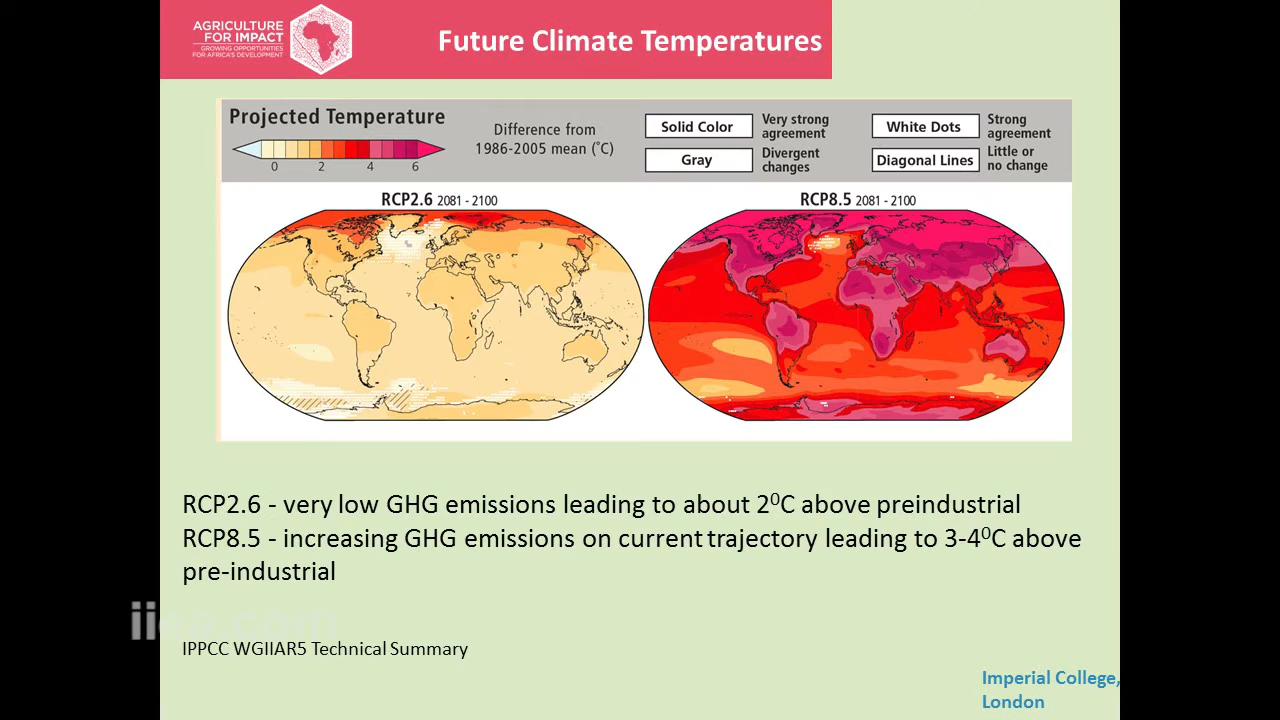 AGRICULTURE
FOR IMPACT
GROWING OPPORTUNITIES
FOR AFRICA'S DEVELOPMENT
Future Climate Temperatures
Projected Temperature
0 2 4 6
Difference from
1986-2005 mean (˚C)
Solid Color
Very strong
agreement
Gray
Divergent
changes
White Dots
Strong
agreement
Diagonal Lines
Little or
no change
RCP2.6 2081 - 2100
RCP8.5 2081 - 2100
RCP2.6 - very low GHG emissions leading to about 2⁰C above preindustrial
RCP8.5 - increasing GHG emissions on current trajectory leading to 3-4⁰C above
pre-industrial
iiea.com
IPPCC WGIIAR5 Technical Summary
Imperial College,
London